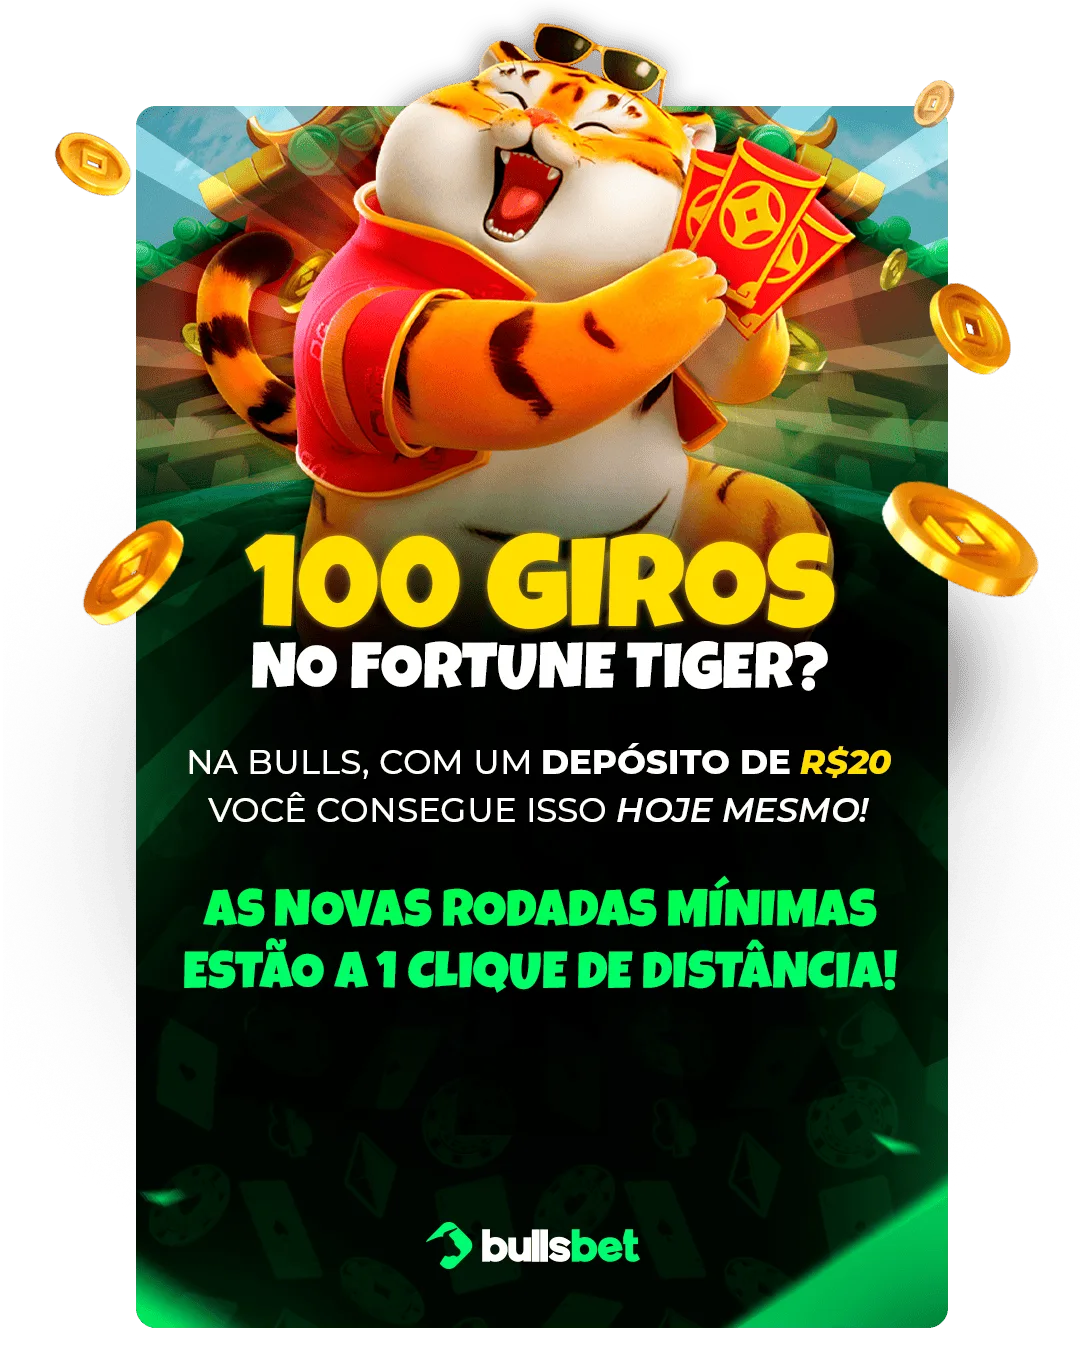 100 GIROS
NO FORTUNE TIGER?
NA BULLS, COM UM DEPÓSITO DE R$20
VOCÊ CONSEGUE ISSO HOJE MESMO!
AS NOVAS RODADAS MÍNIMAS
ESTÃO A 1 CLIQUE DE DISTÂNCIA!
bullsbet